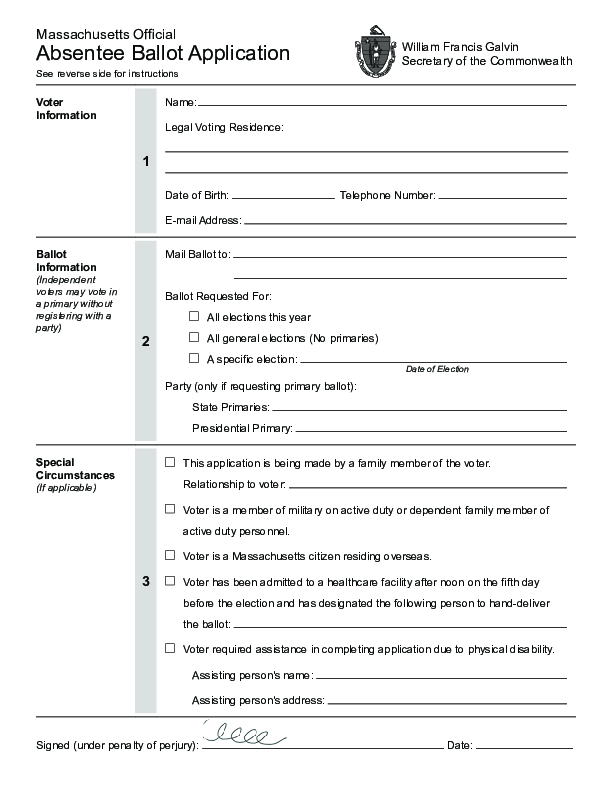 Massachusetts Official
Absentee Ballot Application
See reverse side for instructions
William Francis Galvin
Secretary of the Commonwealth
Voter
Information
1
Name:
Legal Voting Residence:
Date of Birth: Telephone Number:
E-mail Address:
Ballot
Information
(Independent
voters may vote in
a primary without
registering with a
party)
2
Mail Ballot to:
Ballot Requested For:
All elections this year
All general elections (No primaries)
A specific election:
Date of Election
Party (only if requesting primary ballot):
State Primaries:
Presidential Primary:
Special
Circumstances
(If applicable)
3
This application is being made by a family member of the voter.
Relationship to voter:
Voter is a member of military on active duty or dependent family member of
active duty personnel.
Voter is a Massachusetts citizen residing overseas.
Voter has been admitted to a healthcare facility after noon on the fifth day
before the election and has designated the following person to hand-deliver
the ballot:
Voter required assistance in completing application due to physical disability.
Assisting person's name:
Assisting person's address:
Signed (under penalty of perjury): Date: